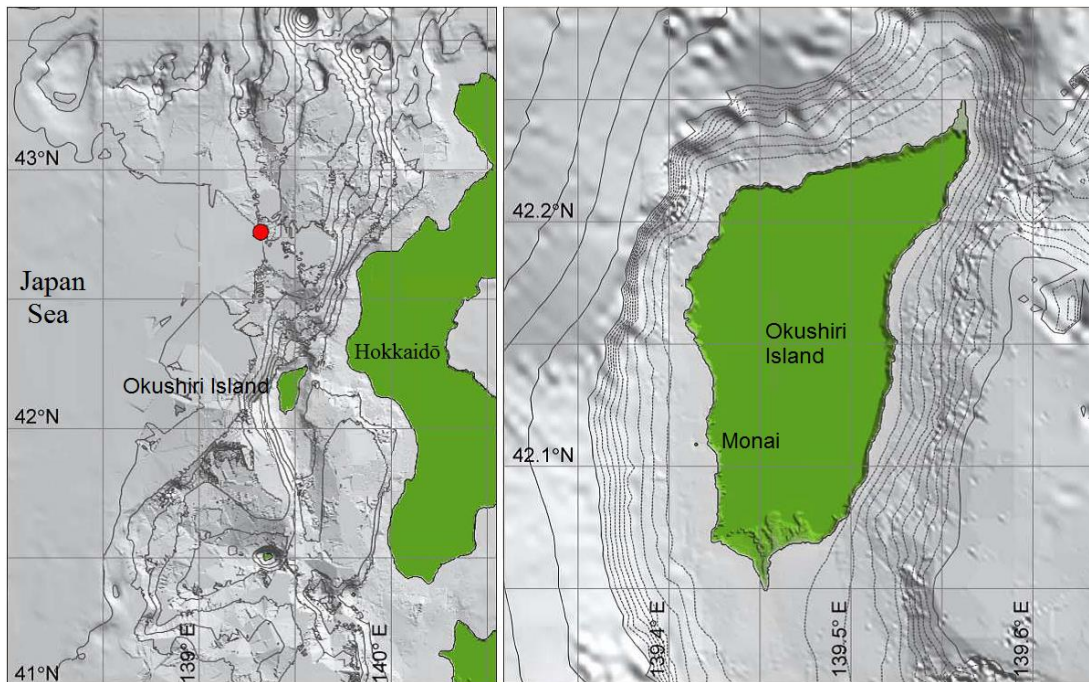 43°N
Japan
Sea
Hokkaidō
Okushiri Island
42°N
139° E
140° E
41°N
42.2°N
Okushiri
Island
Monai
42.1°N
139.4° E
139.5° E
139.6° E